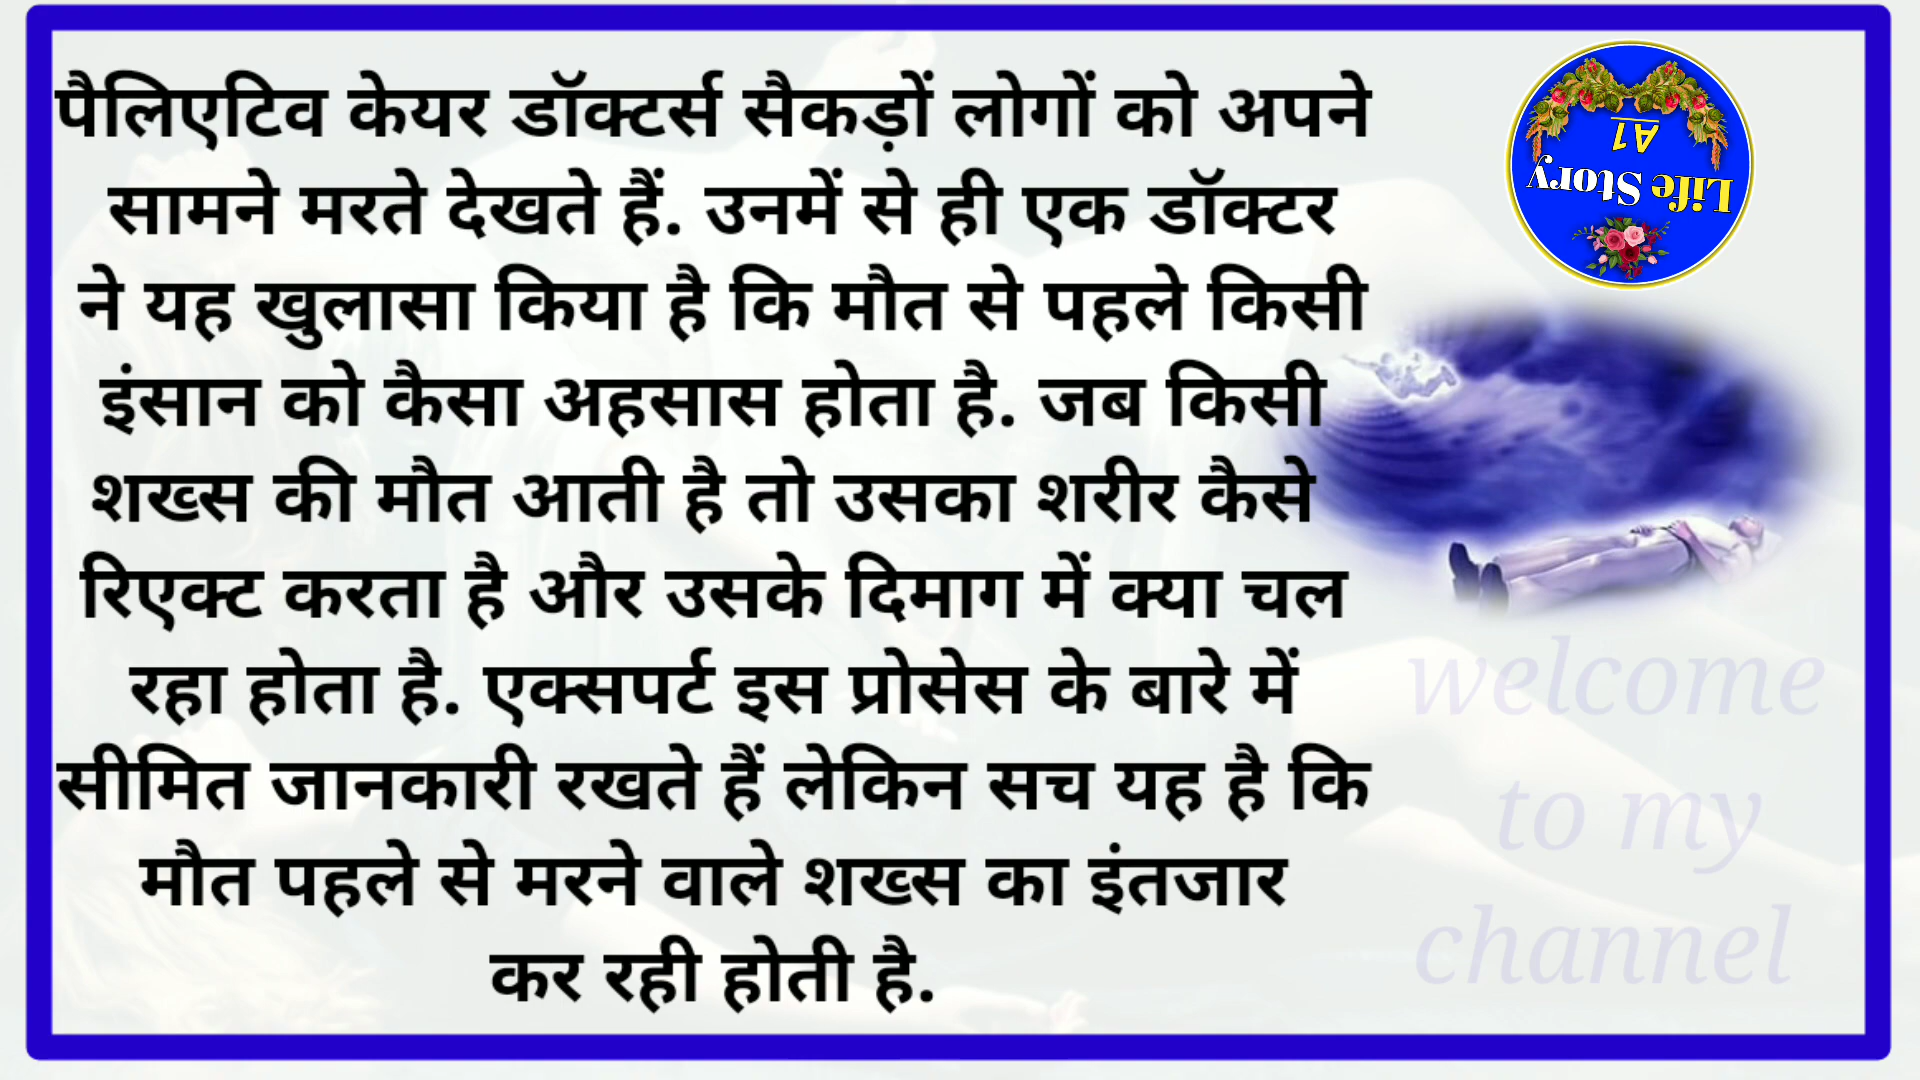 पैलिएटिव केयर डॉक्टर्स सैकड़ों लोगों को अपने
सामने मरते देखते हैं. उनमें से ही एक डॉक्टर
ने यह खुलासा किया है कि मौत से पहले किसी
इंसान को कैसा अहसास होता है. जब किसी
शख्स की मौत आती है तो उसका शरीर कैसे
रिएक्ट करता है और उसके दिमाग में क्या चल
रहा होता है. एक्सपर्ट इस प्रोसेस के बारे में
सीमित जानकारी रखते हैं लेकिन सच यह है कि
मौत पहले से मरने वाले शख्स का इंतजार
कर रही होती है.
Life Story
A1
welcome
to my
channel